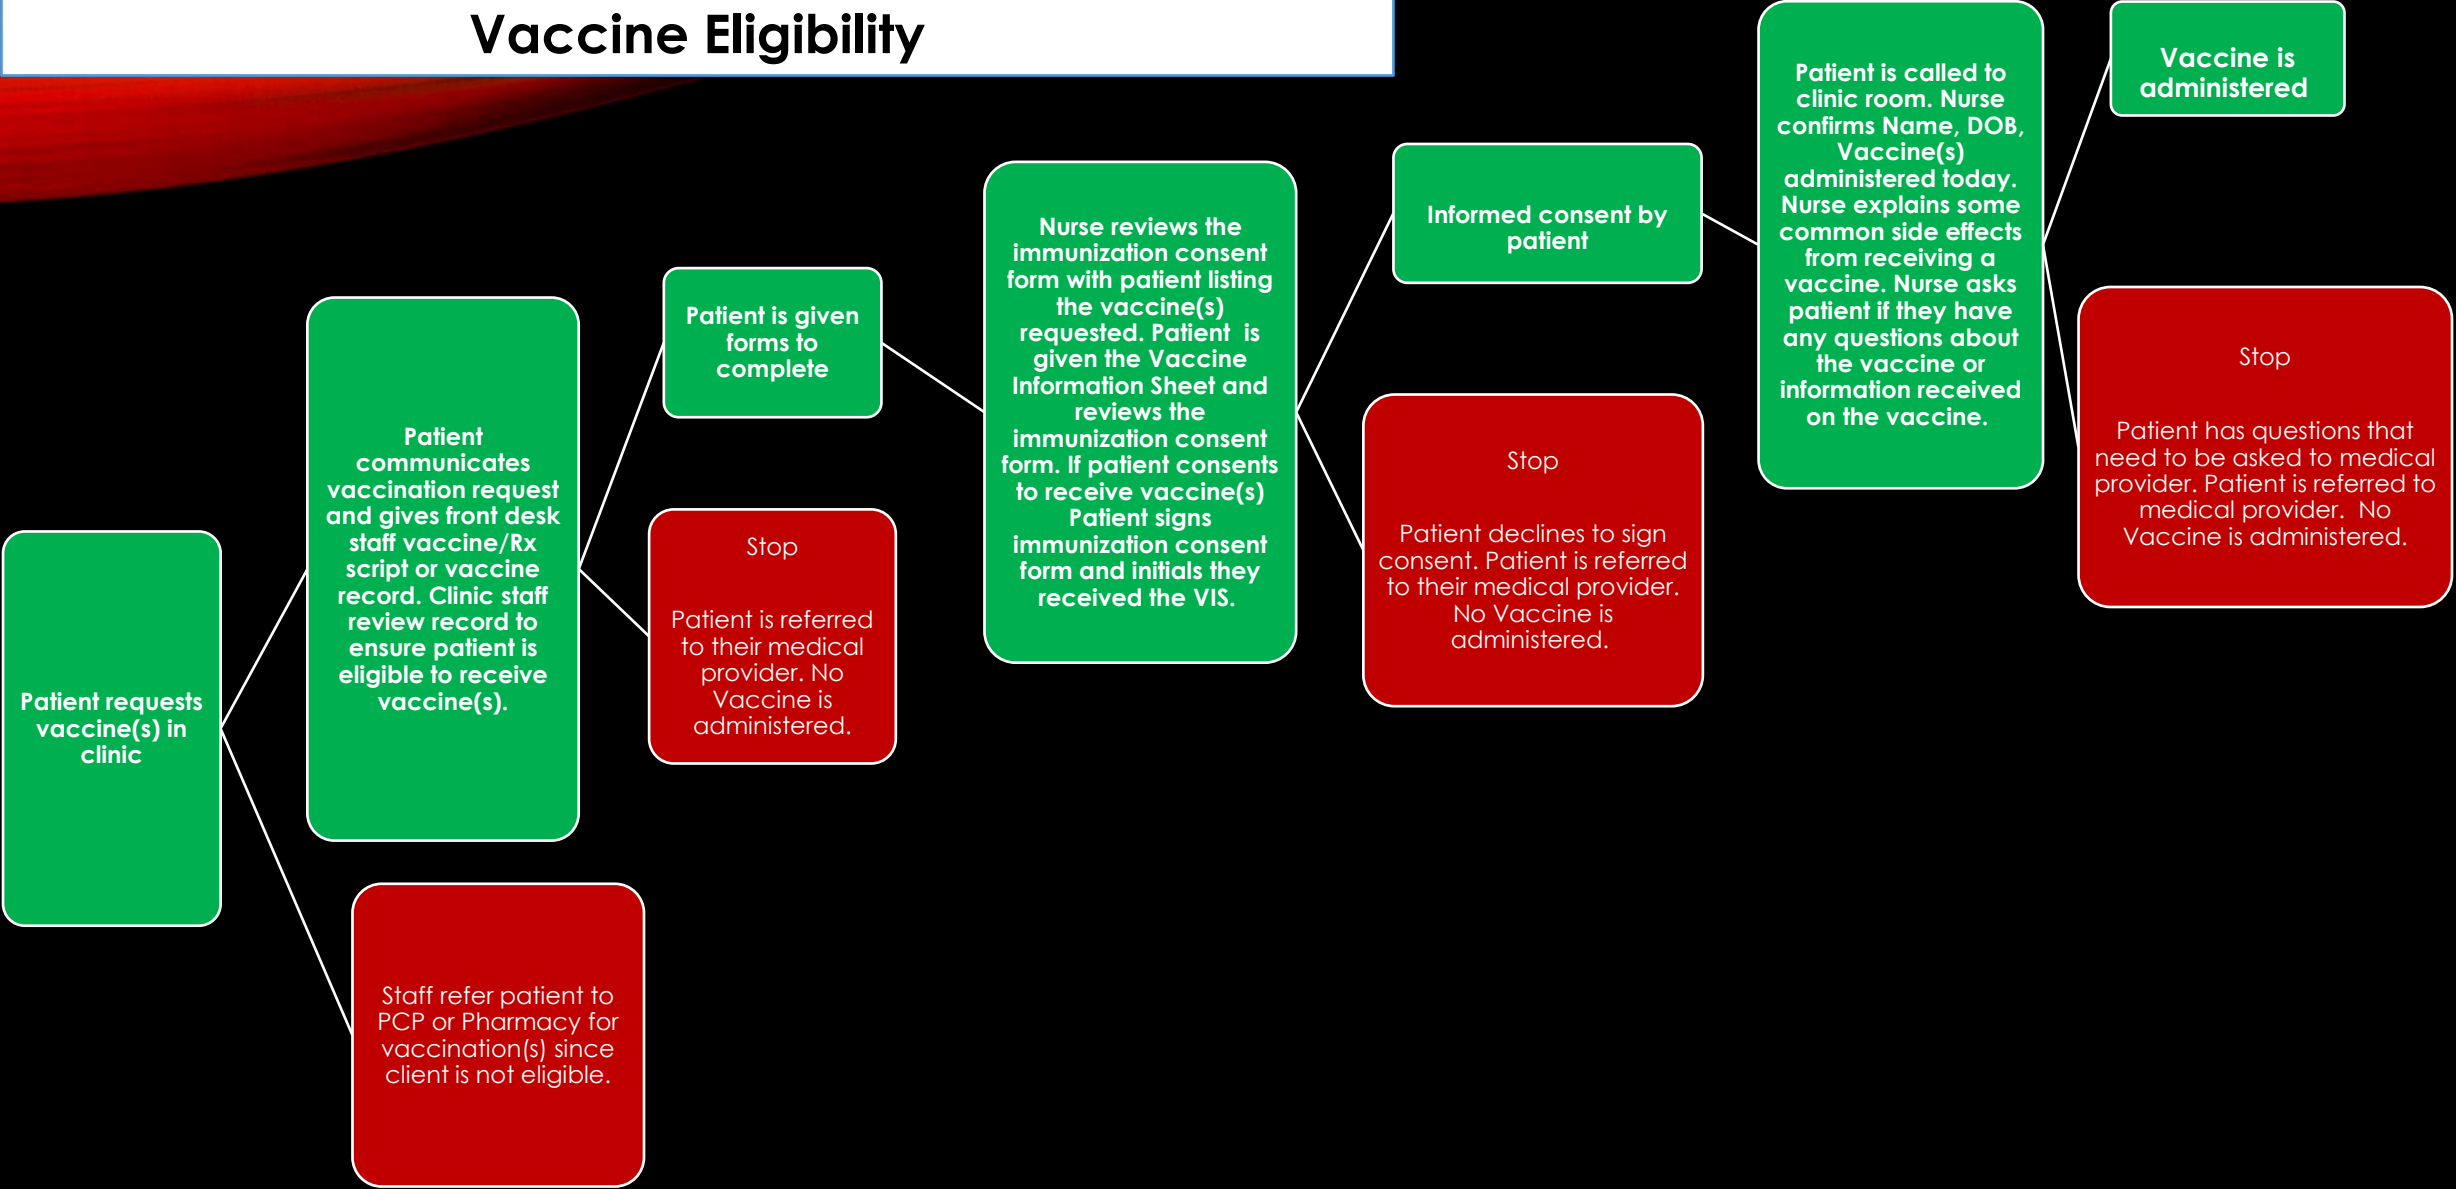 Vaccine Eligibility
Patient requests
vaccine(s) in
clinic
Patient
communicates
vaccination request
and gives front desk
staff vaccine/Rx
script or vaccine
record. Clinic staff
review record to
ensure patient is
eligible to receive
vaccine(s).
Staff refer patient to
PCP or Pharmacy for
vaccination(s) since
client is not eligible.
Patient is given
forms to
complete
Stop
Patient is referred
to their medical
provider. No
Vaccine is
administered.
Nurse reviews the
immunization consent
form with patient listing
the vaccine(s)
requested. Patient  is
given the Vaccine
Information Sheet and
reviews the
immunization consent
form. If patient consents
to receive vaccine(s)
Patient signs
immunization consent
form and initials they
received the VIS.
Informed consent by
patient
Stop
Patient declines to sign
consent. Patient is referred
to their medical provider.
No Vaccine is
administered.
Patient is called to
clinic room. Nurse
confirms Name, DOB,
Vaccine(s)
administered today.
Nurse explains some
common side effects
from receiving a
vaccine. Nurse asks
patient if they have
any questions about
the vaccine or
information received
on the vaccine.
Vaccine is
administered
Stop
Patient has questions that
need to be asked to medical
provider. Patient is referred to
medical provider.  No
Vaccine is administered.